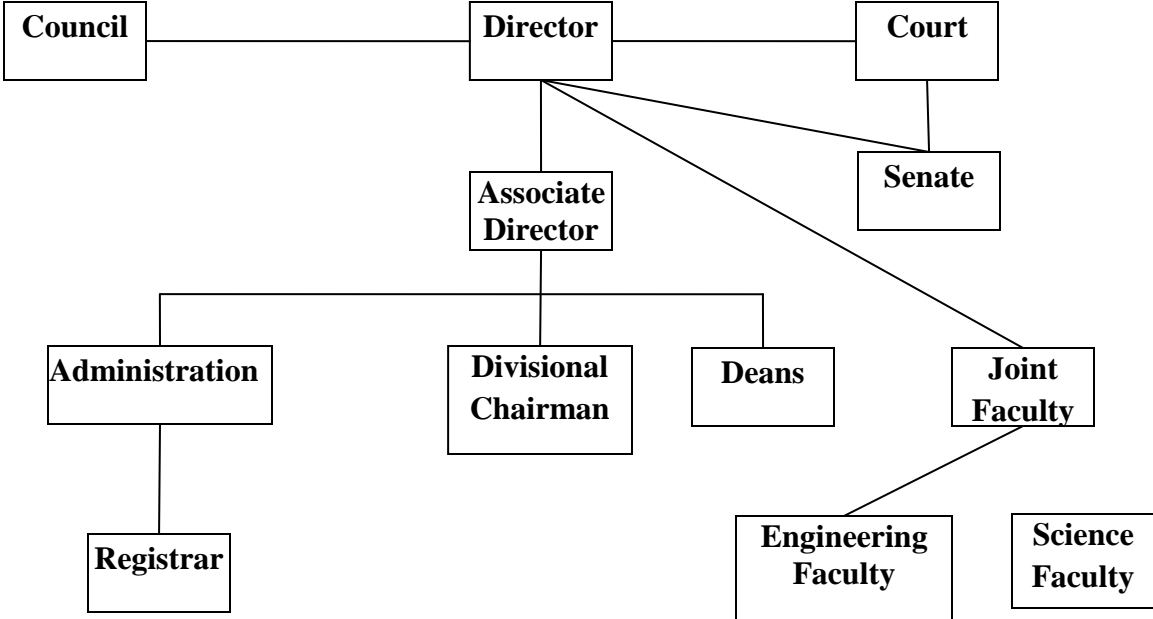 Council
Director
Court
Senate
Associate
Director
Administration
Divisional
Chairman
Deans
Joint
Faculty
Registrar
Engineering
Faculty
Science
Faculty